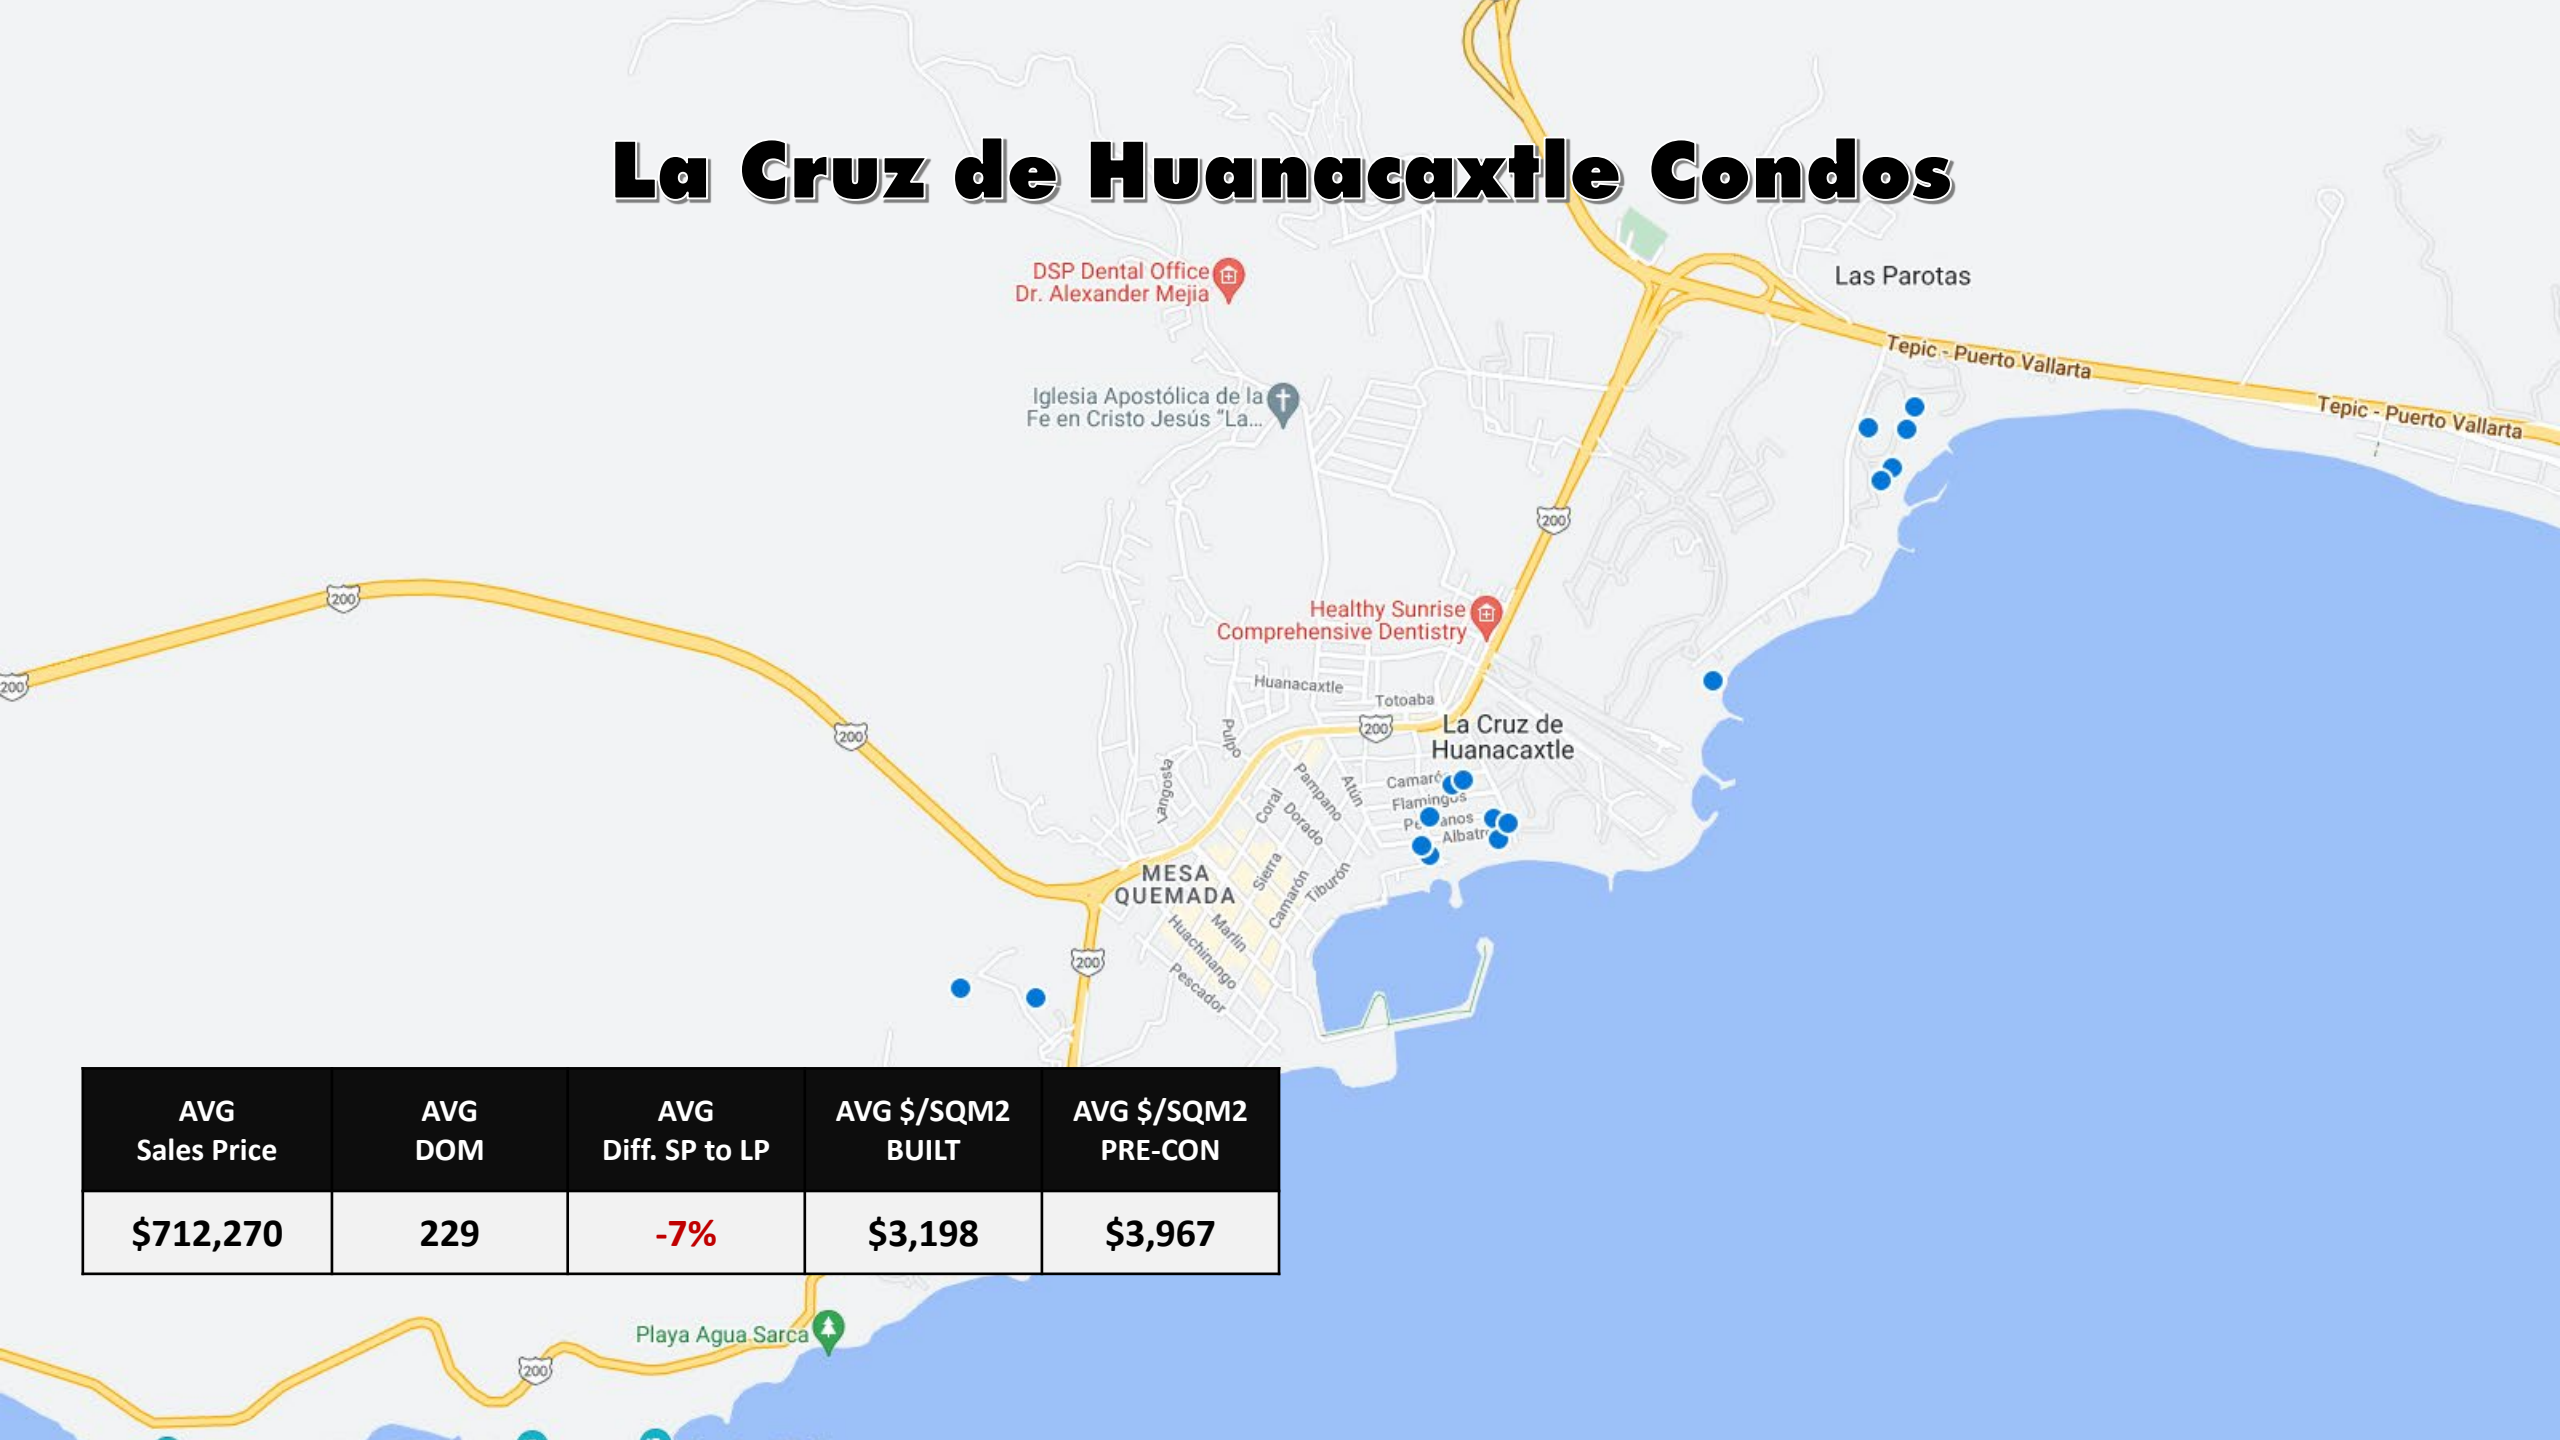 La Cruz de Huanacaxtle Condos
DSP Dental Office
Dr. Alexander Mejia
Las Parotas
Tepic - Puerto Vallarta
Tepic - Puerto Vallarta
Iglesia Apostólica de la
Fe en Cristo Jesús "La...
200
200
200
Healthy Sunrise
Comprehensive Dentistry
Huanacaxtle
Totoaba
200
200
La Cruz de
Huanacaxtle
Pulpo
Langosta
Coral
Pampano
Dorado
Atún
Camaró
Flamingos
Albatr
MESA
QUEMADA
Sierra
Camarón
Tiburón
Marlin
Huachinango
Pescador
200
AVG
Sales Price
AVG
DOM
AVG
Diff. SP to LP
AVG $/SQM2
BUILT
AVG $/SQM2
PRE-CON
$712,270
229
-7%
$3,198
$3,967
Playa Agua Sarca
200